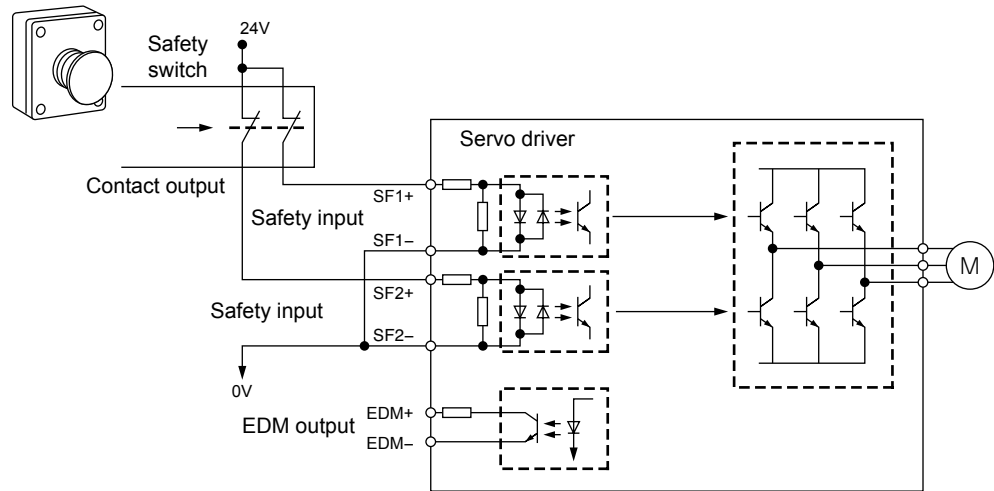 24V
Safety
switch
Contact output
Servo driver
SF1+
Safety input
SF1−
SF2+
Safety input
SF2−
0V
EDM output
EDM+
EDM−
M